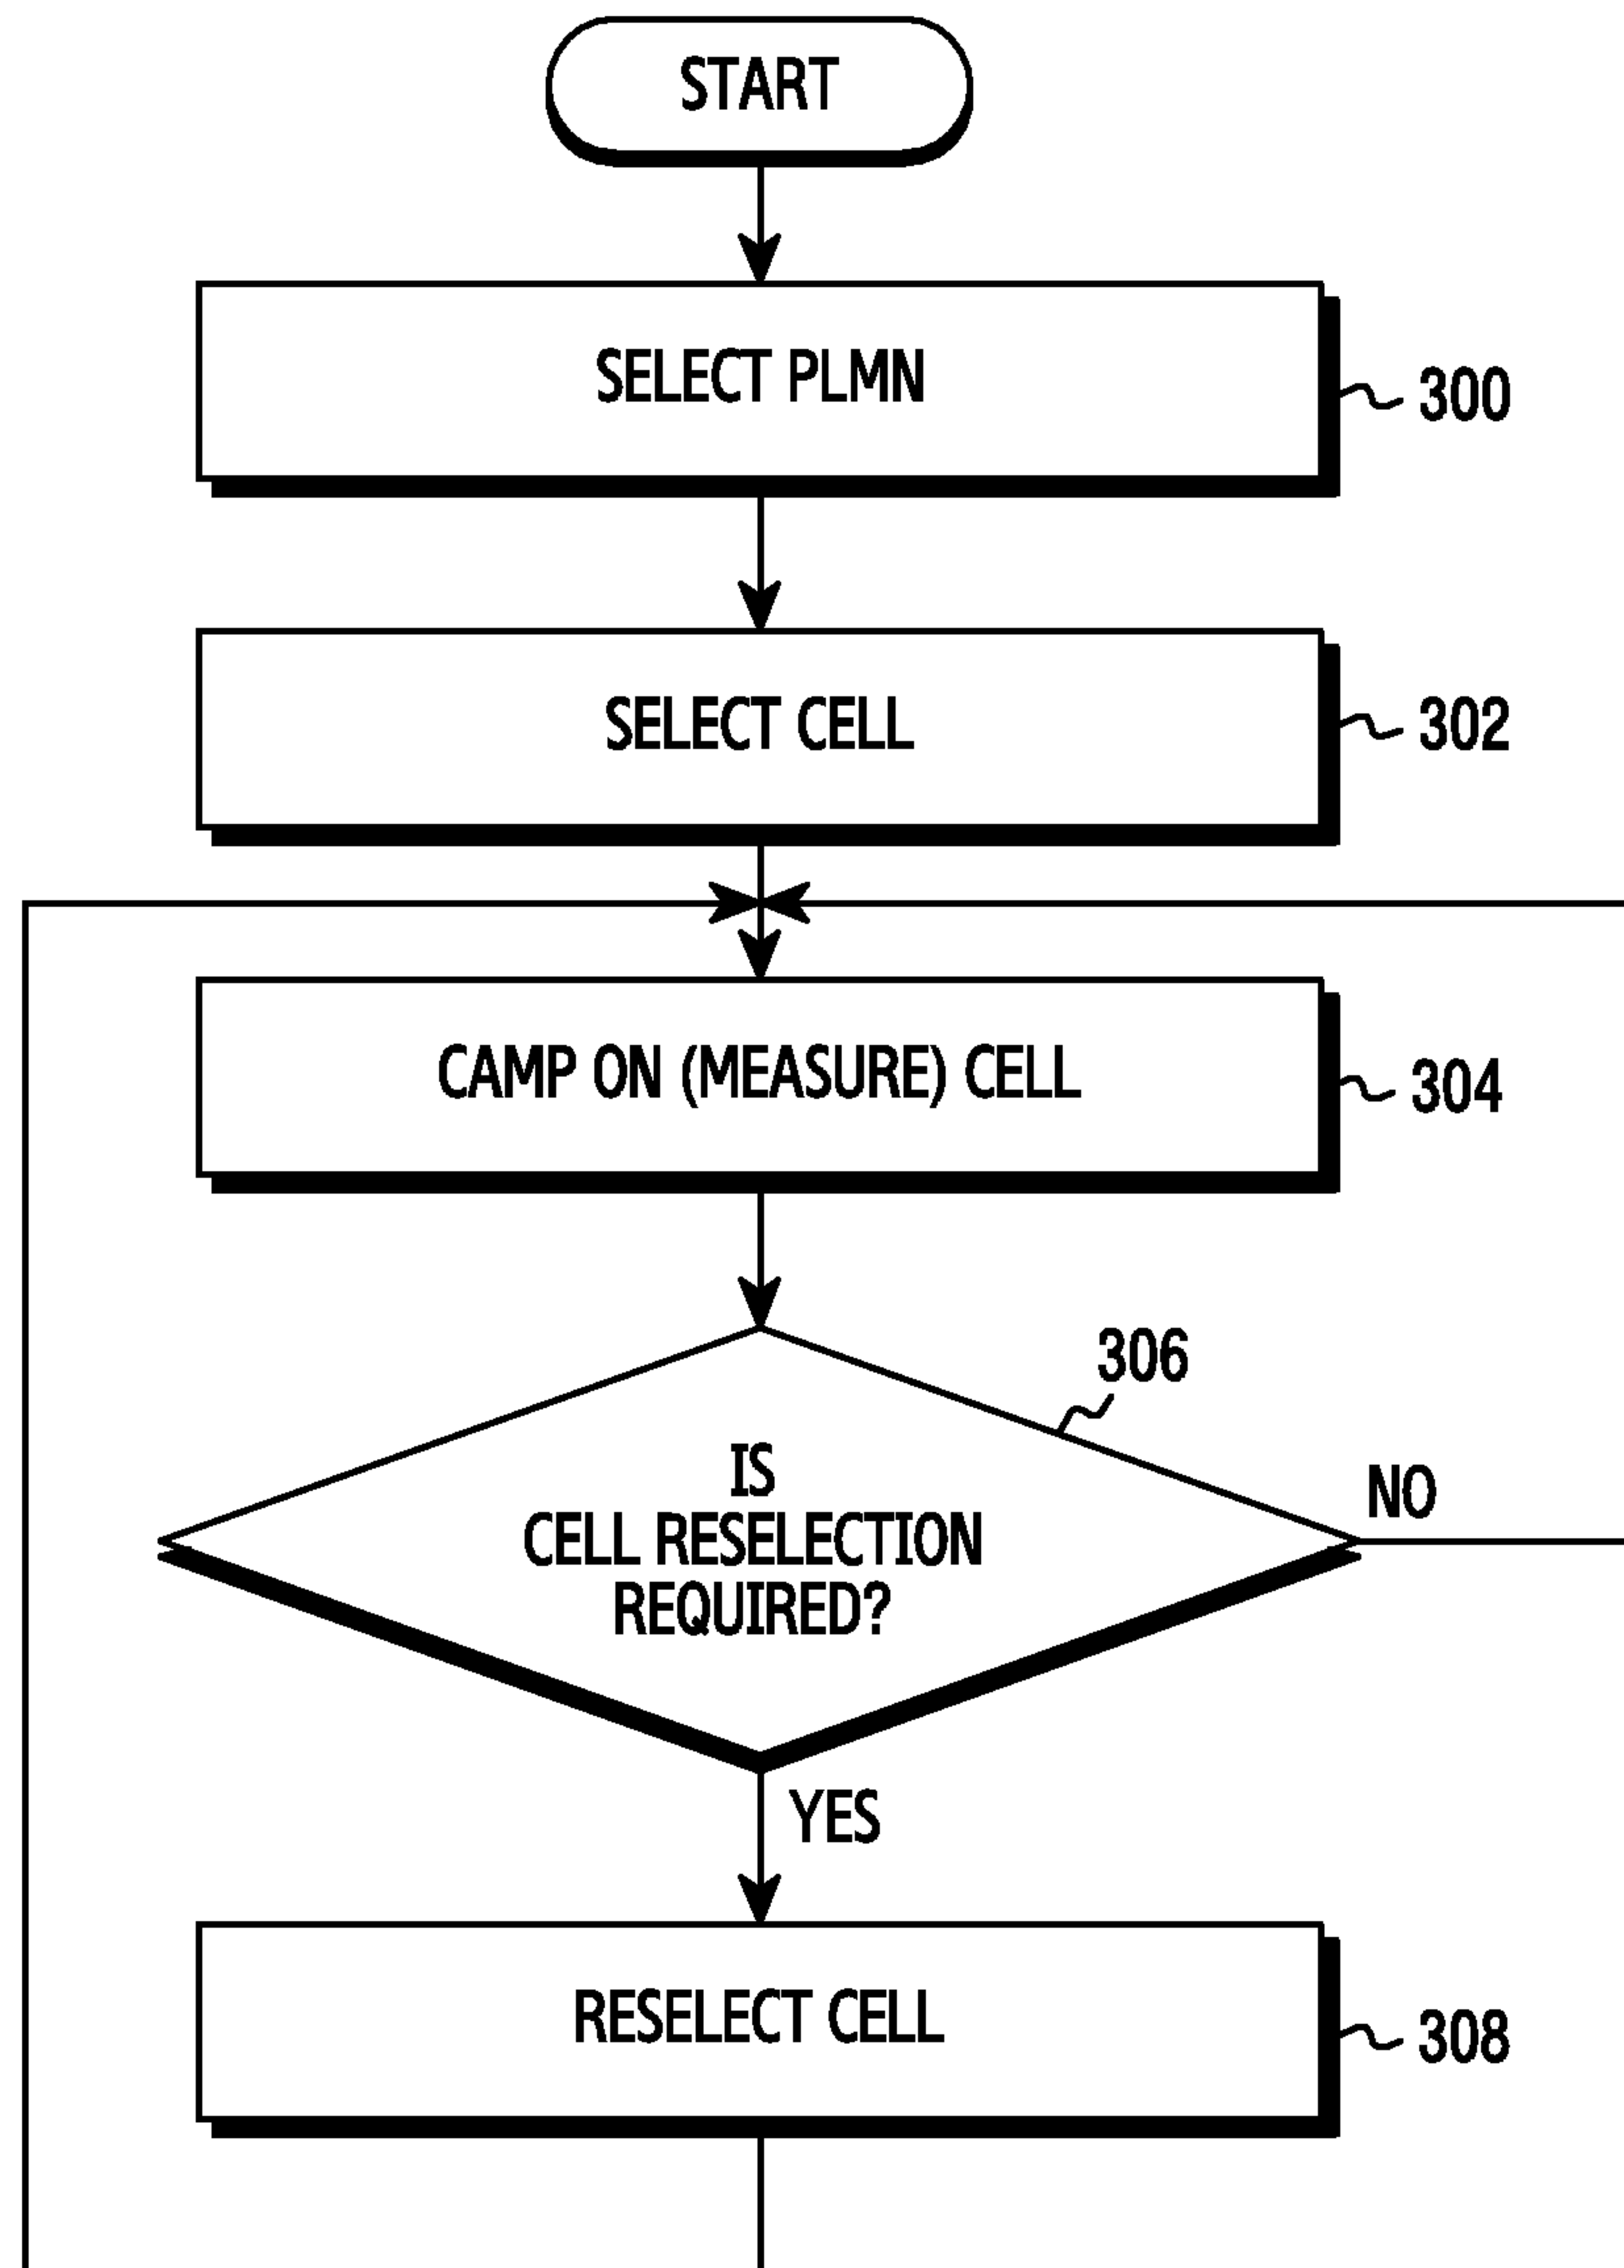 START
SELECT PLMN
300
SELECT CELL
302
CAMP ON (MEASURE) CELL
304
306
IS
CELL RESELECTION
REQUIRED?
NO
YES
RESELECT CELL
308